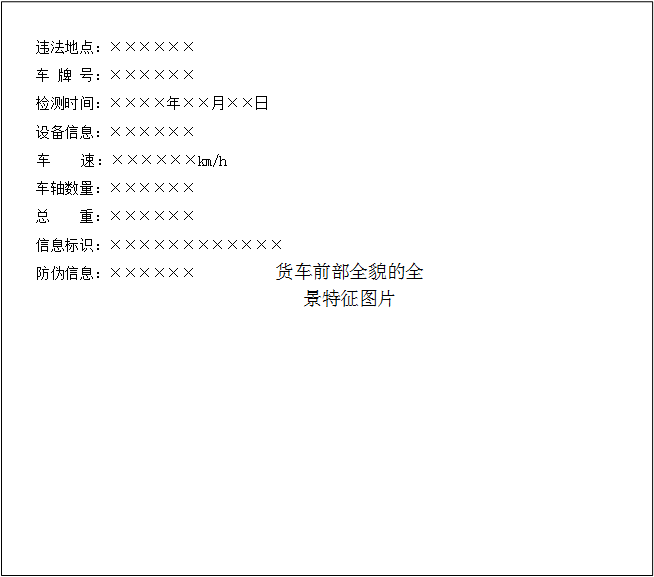 违法地点：××××××
车 牌 号：××××××
检测时间：××××年××月××日
设备信息：××××××
车    速：××××××km/h
车轴数量：××××××
总    重：××××××
信息标识：××××××××××××
防伪信息：××××××
货车前部全貌的全
景特征图片